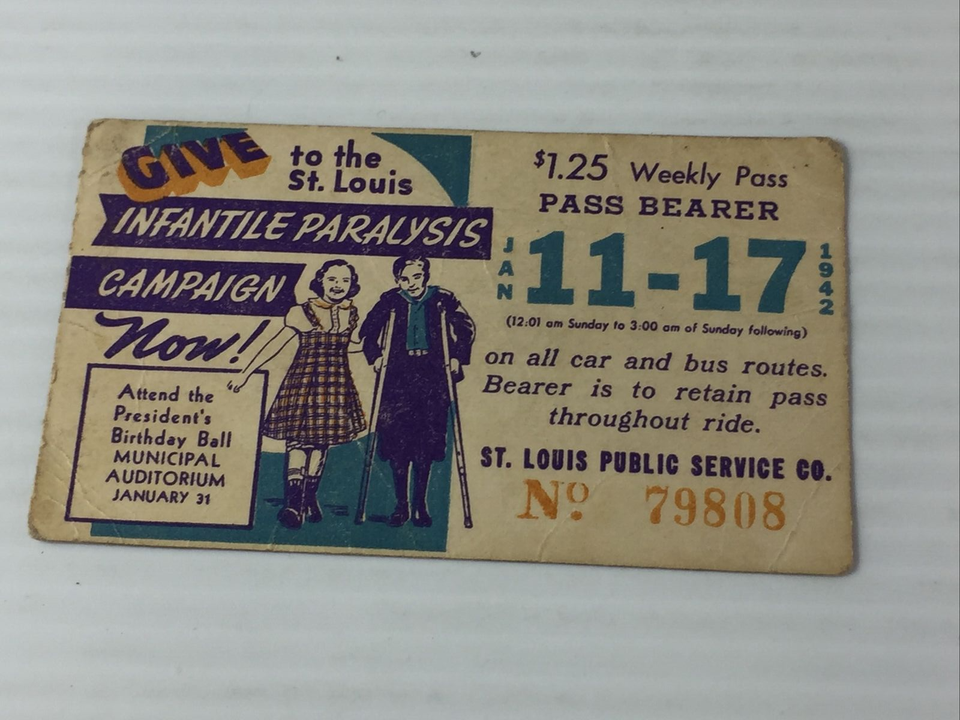 GIVE to the
St. Louis
INFANTILE PARALYSIS
CAMPAIGN
Now!
Attend the
President's
Birthday Ball
MUNICIPAL
AUDITORIUM
JANUARY 31
$1.25 Weekly Pass
PASS BEARER
JAN 11-17 1942
(12:01 am Sunday to 3:00 am of Sunday following)
on all car and bus routes.
Bearer is to retain pass
throughout ride.
ST. LOUIS PUBLIC SERVICE CO.
Nº 79808